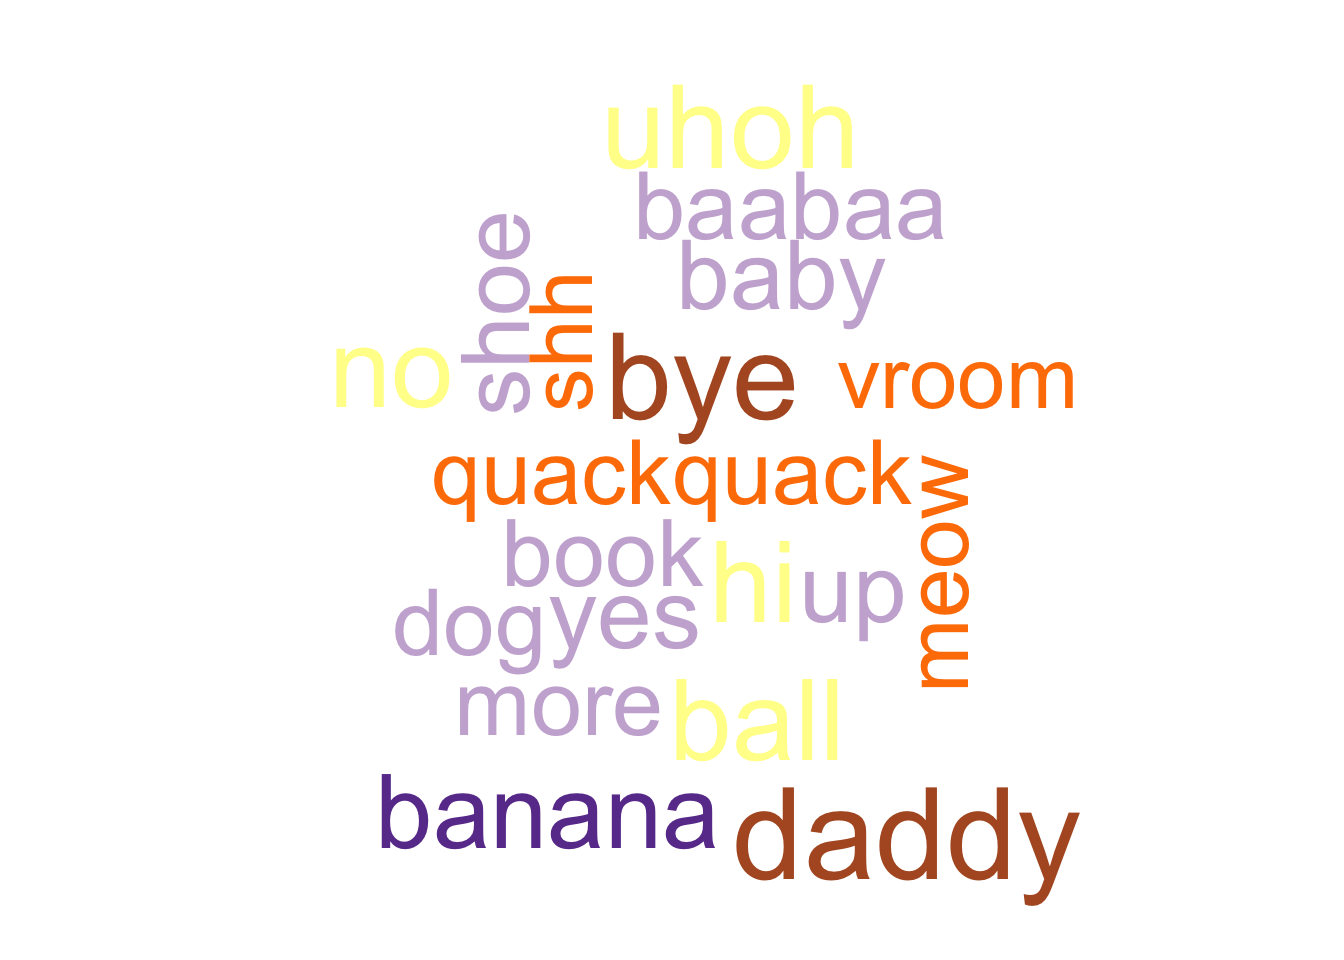 uhoh
baabaa
baby
shoe
shh
no
bye
vroom
quackquack
meow
book
hi
up
dog
yes
more
ball
banana
daddy